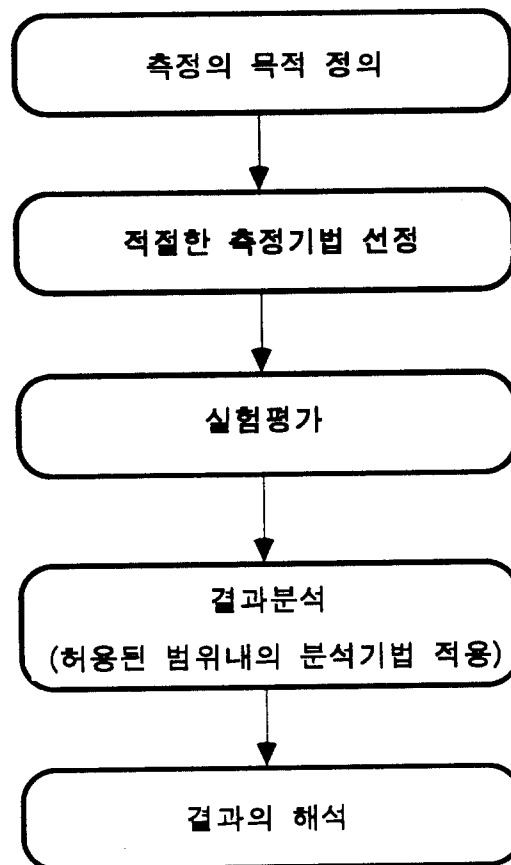 측정의 목적 정의
적절한 측정기법 선정
실험평가
결과분석
(허용된 범위내의 분석기법 적용)
결과의 해석